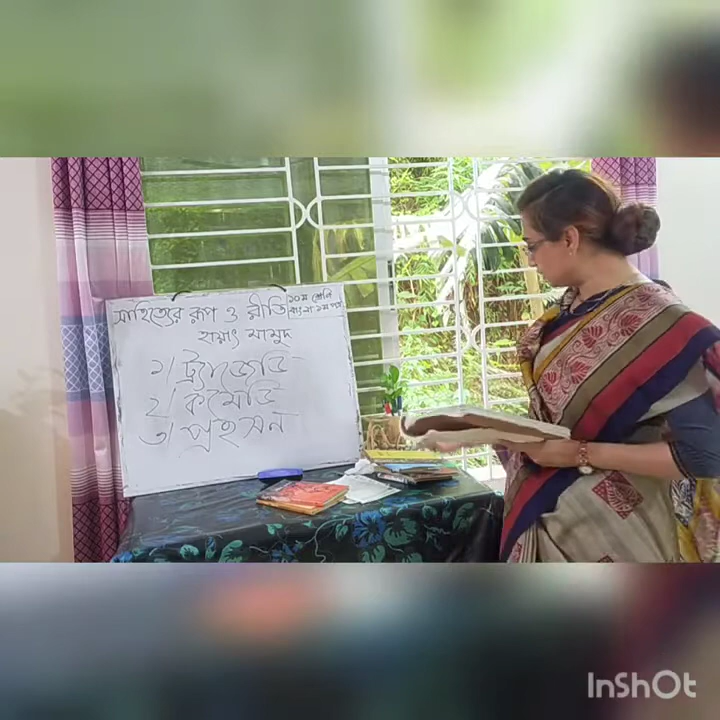 সাহিত্যের রূপ ও রীতি
১০ম শ্রেণি
বাংলা ১ম পত্র
হায়াৎ মামুদ
১। ট্র্যাজেডি
২। কমেডি
৩। প্রহসন
InShOt